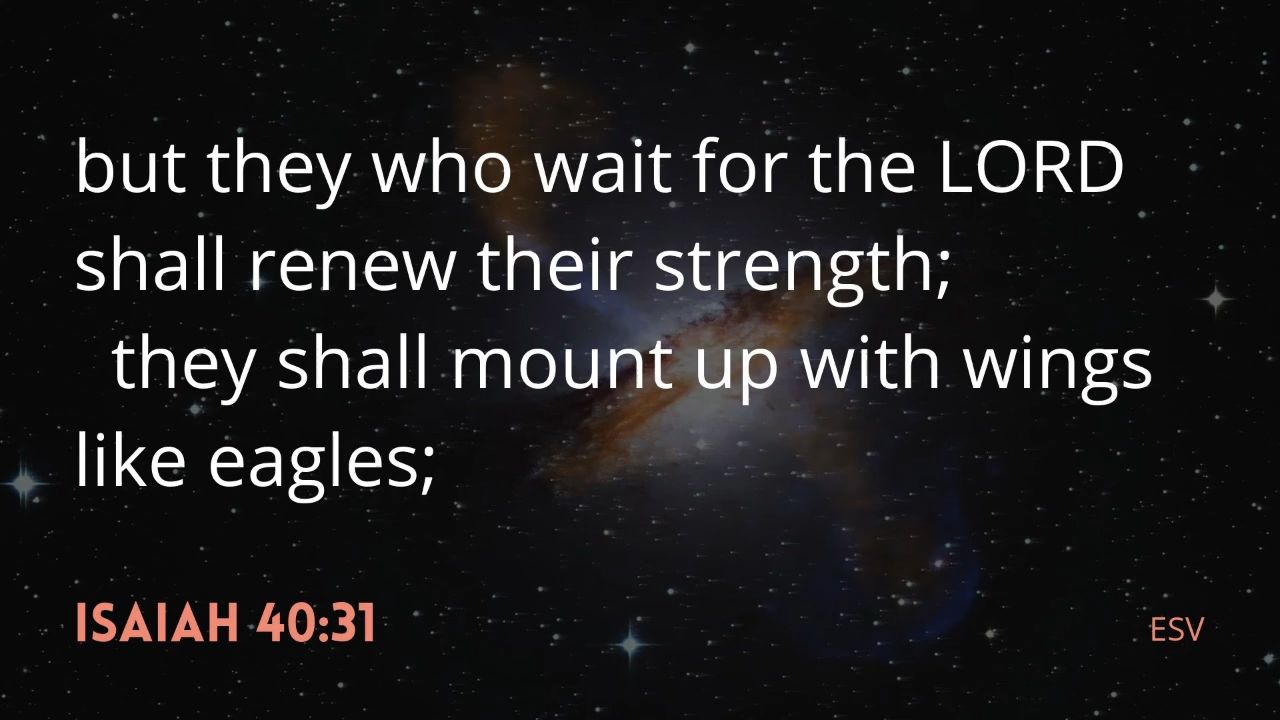 but they who wait for the LORD
shall renew their strength;
they shall mount up with wings
like eagles;
ISAIAH 40:31
ESV